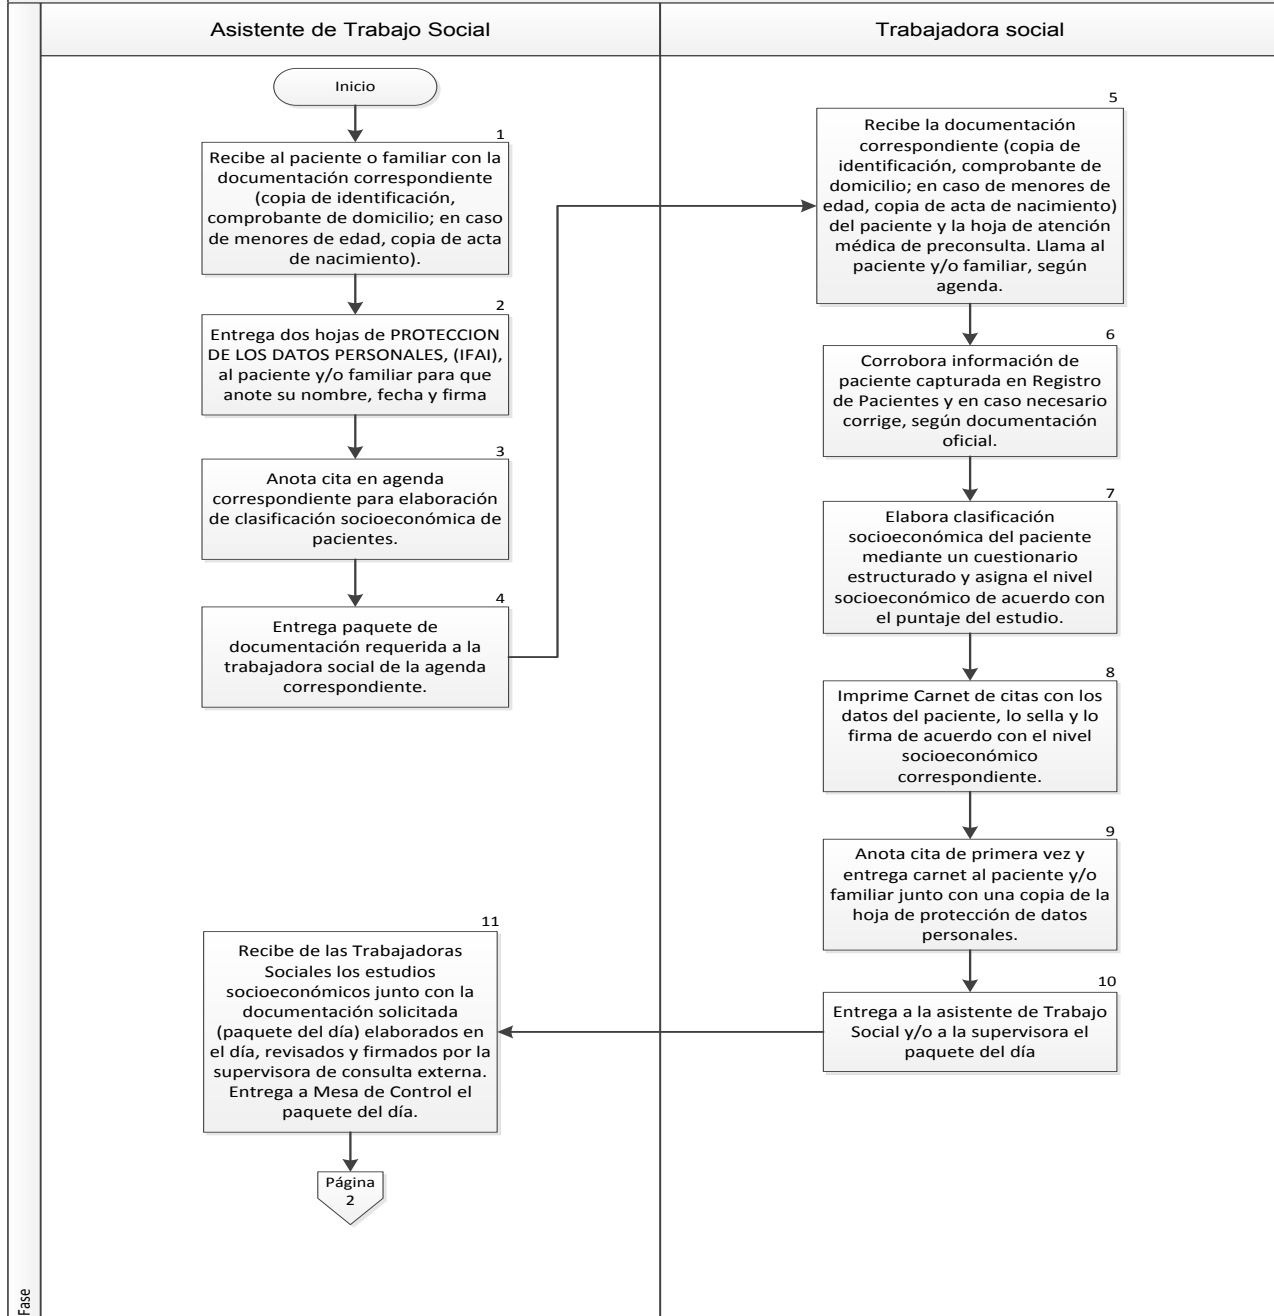 Asistente de Trabajo Social
Trabajadora social
Inicio
1
Recibe al paciente o familiar con la
documentación correspondiente
(copia de identificación,
comprobante de domicilio; en caso
de menores de edad, copia de acta
de nacimiento).
2
Entrega dos hojas de PROTECCION
DE LOS DATOS PERSONALES, (IFAI),
al paciente y/o familiar para que
anote su nombre, fecha y firma
3
Anota cita en agenda
correspondiente para elaboración
de clasificación socioeconómica de
pacientes.
4
Entrega paquete de
documentación requerida a la
trabajadora social de la agenda
correspondiente.
5
Recibe la documentación
correspondiente (copia de
identificación, comprobante de
domicilio; en caso de menores de
edad, copia de acta de nacimiento)
del paciente y la hoja de atención
médica de preconsulta. Llama al
paciente y/o familiar, según
agenda.
6
Corrobora información de
paciente capturada en Registro
de Pacientes y en caso necesario
corrige, según documentación
oficial.
7
Elabora clasificación
socioeconómica del paciente
mediante un cuestionario
estructurado y asigna el nivel
socioeconómico de acuerdo con
el puntaje del estudio.
8
Imprime Carnet de citas con los
datos del paciente, lo sella y lo
firma de acuerdo con el nivel
socioeconómico
correspondiente.
9
Anota cita de primera vez y
entrega carnet al paciente y/o
familiar junto con una copia de la
hoja de protección de datos
personales.
10
Entrega a la asistente de Trabajo
Social y/o a la supervisora el
paquete del día
11
Recibe de las Trabajadoras
Sociales los estudios
socioeconómicos junto con la
documentación solicitada
(paquete del día) elaborados en
el día, revisados y firmados por la
supervisora de consulta externa.
Entrega a Mesa de Control el
paquete del día.
Página
2
Fase